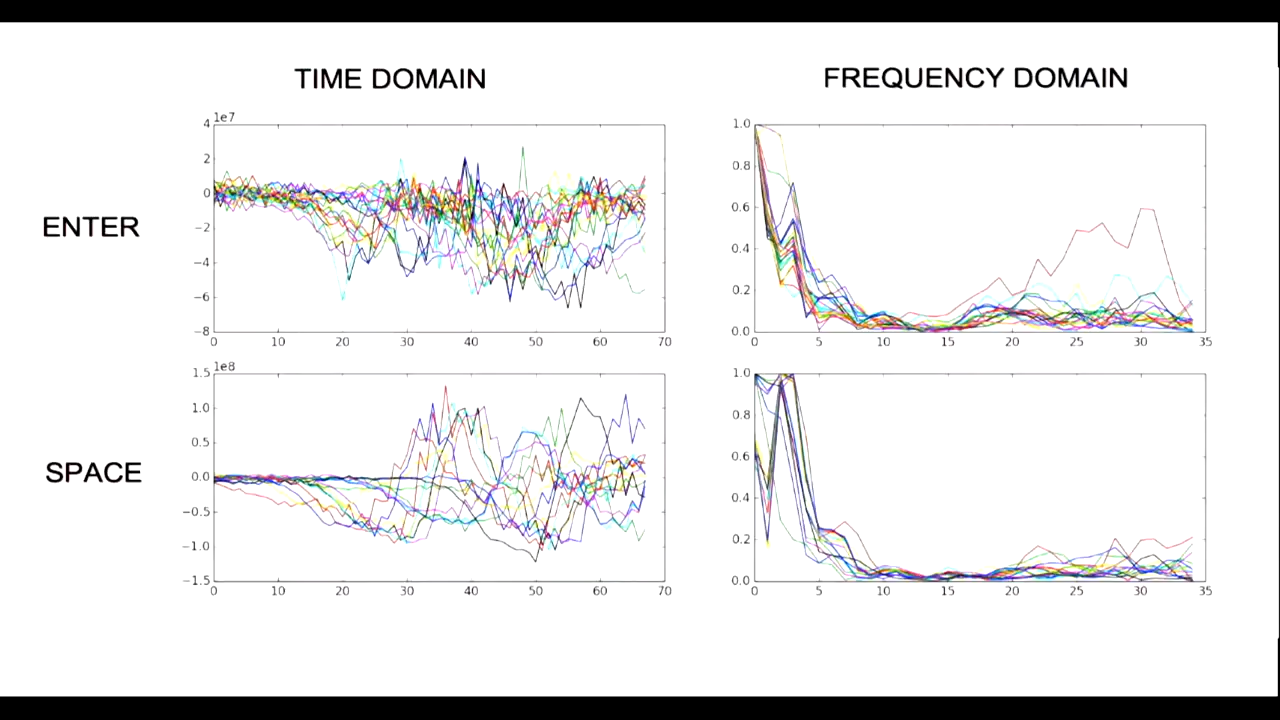 TIME DOMAIN
FREQUENCY DOMAIN
ENTER
1e7
4
2
0
−2
−4
−6
−8
0 10 20 30 40 50 60 70
1.0
0.8
0.6
0.4
0.2
0.0
0 5 10 15 20 25 30 35
SPACE
1e8
1.5
1.0
0.5
0.0
−0.5
−1.0
−1.5
0 10 20 30 40 50 60 70
1.0
0.8
0.6
0.4
0.2
0.0
0 5 10 15 20 25 30 35